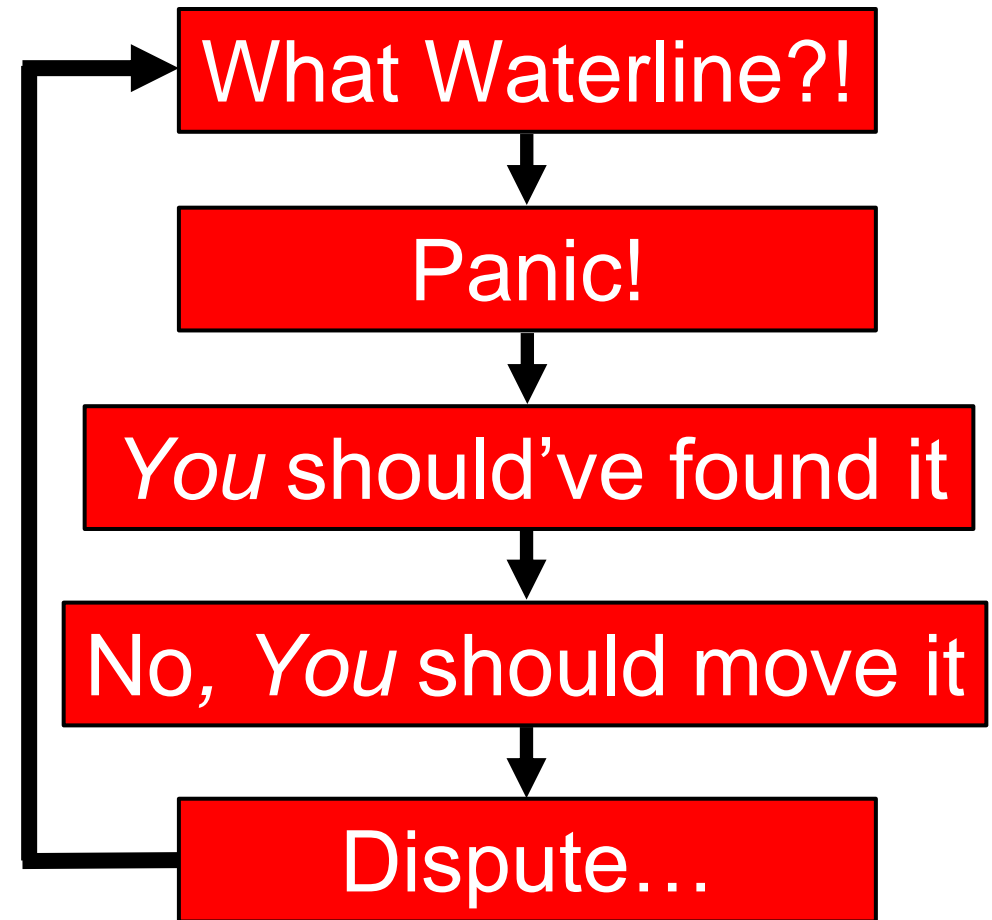 What Waterline?!
Panic!
You should’ve found it
No, You should move it
Dispute…